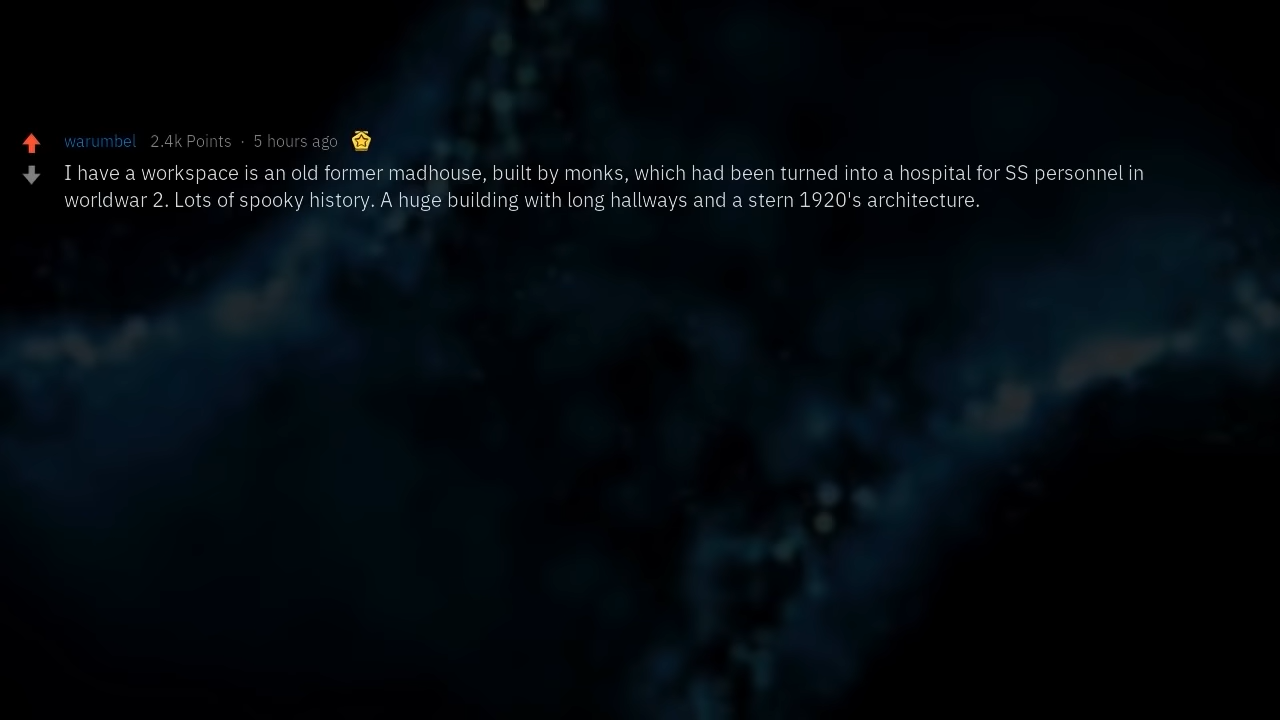 warumbel 2.4k Points · 5 hours ago
I have a workspace is an old former madhouse, built by monks, which had been turned into a hospital for SS personnel in
worldwar 2. Lots of spooky history. A huge building with long hallways and a stern 1920's architecture.